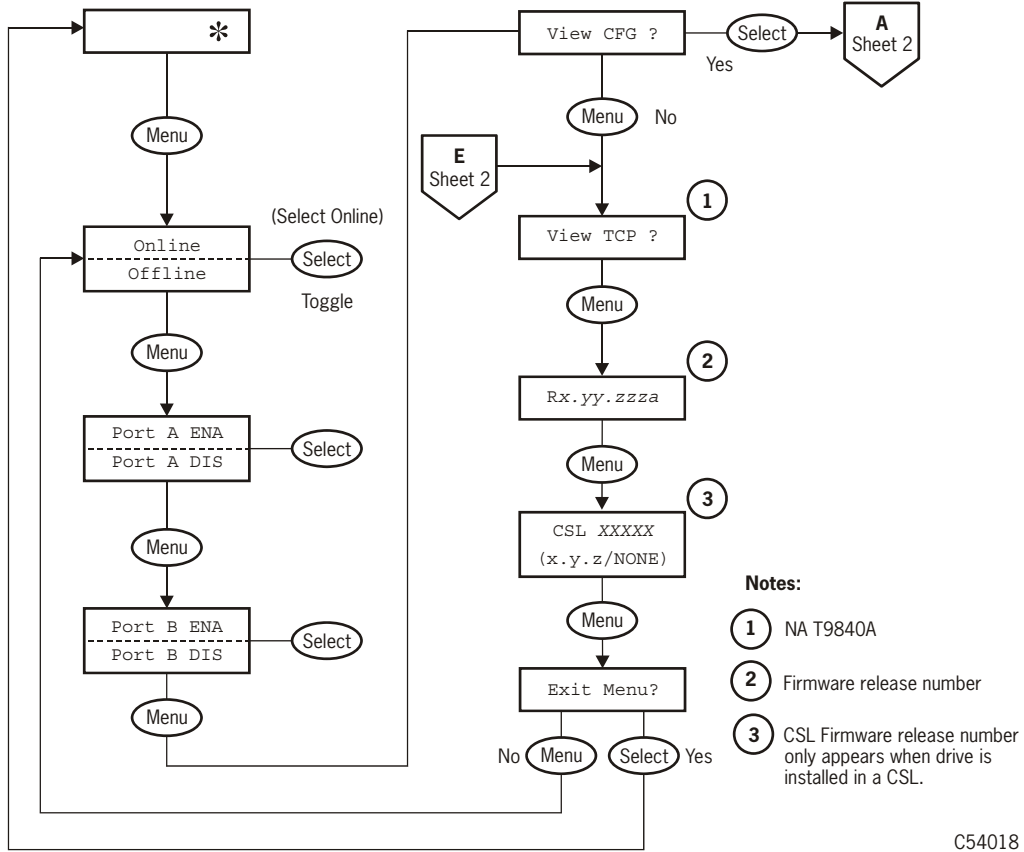 *
Menu
(Select Online)
Online
Offline
Select
Toggle
Menu
Port A ENA
Port A DIS
Select
Menu
Port B ENA
Port B DIS
Select
Menu
View CFG ?
Select
Yes
A
Sheet 2
Menu
No
E
Sheet 2
1
View TCP ?
Menu
2
Rx.yy.zzza
Menu
3
CSL XXXXX
(x.y.z/NONE)
Menu
Exit Menu?
No
Menu
Select
Yes
Notes:
1 NA T9840A
2 Firmware release number
3 CSL Firmware release number
only appears when drive is
installed in a CSL.
C54018